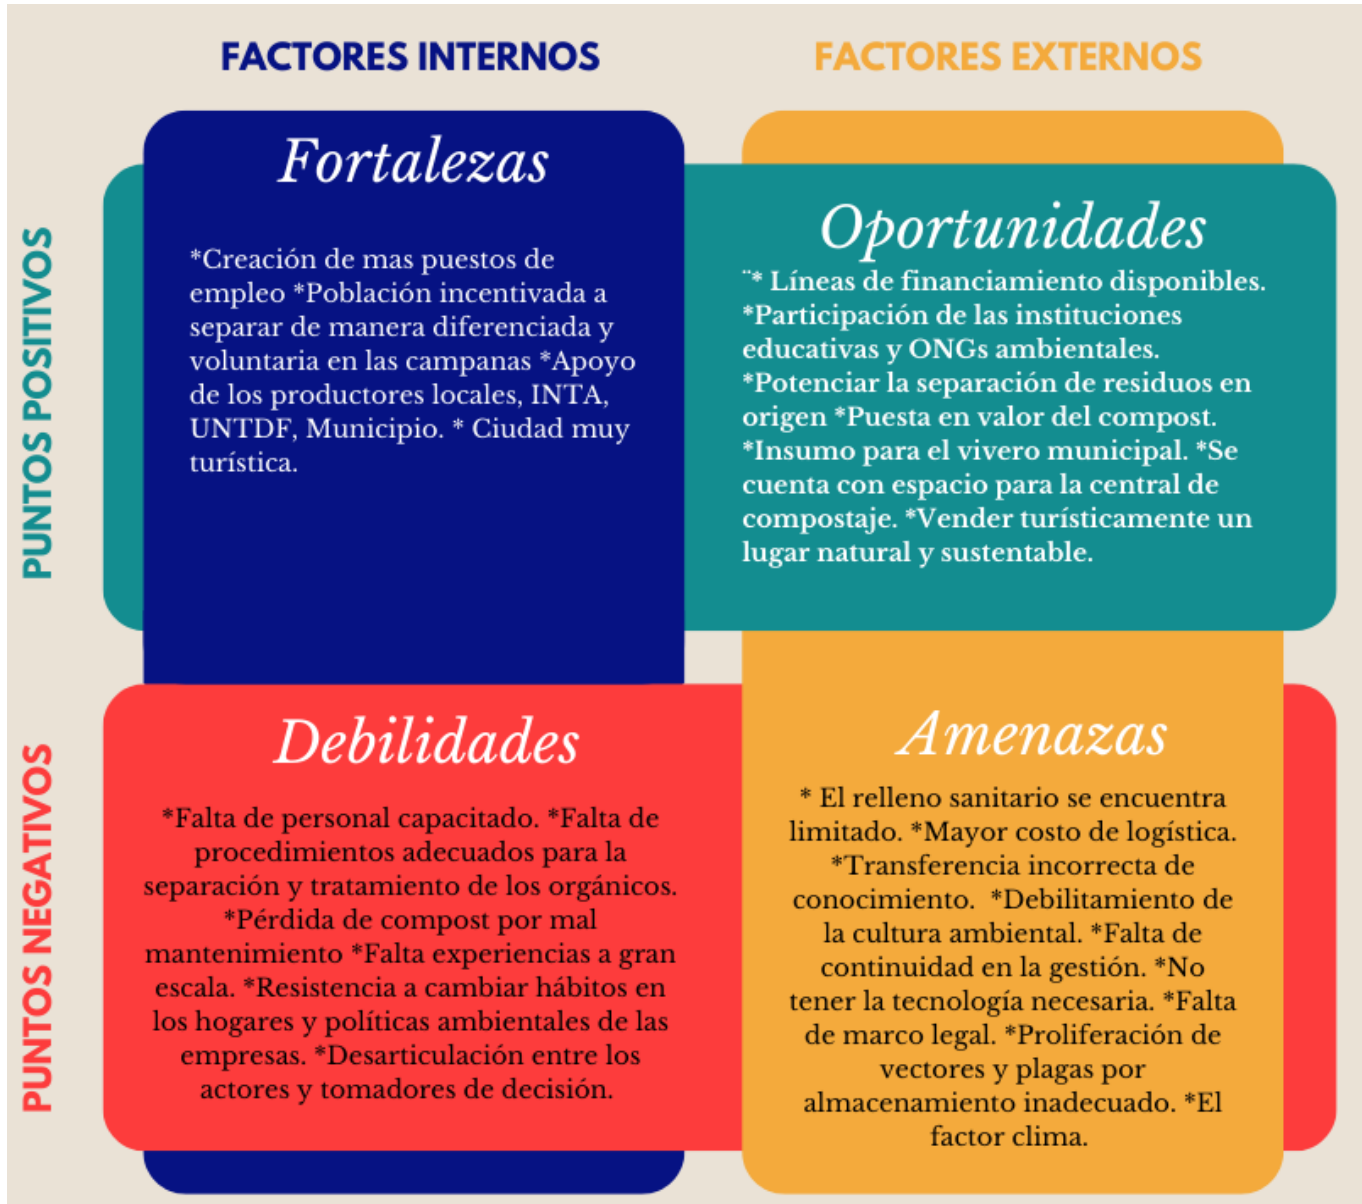 FACTORES INTERNOS
FACTORES EXTERNOS
PUNTOS POSITIVOS
Fortalezas
*Creación de mas puestos de
empleo *Población incentivada a
separar de manera diferenciada y
voluntaria en las campanas *Apoyo
de los productores locales, INTA,
UNTDF, Municipio. * Ciudad muy
turística.
Oportunidades
¨* Líneas de financiamiento disponibles.
*Participación de las instituciones
educativas y ONGs ambientales.
*Potenciar la separación de residuos en
origen *Puesta en valor del compost.
*Insumo para el vivero municipal. *Se
cuenta con espacio para la central de
compostaje. *Vender turísticamente un
lugar natural y sustentable.
PUNTOS NEGATIVOS
Debilidades
*Falta de personal capacitado. *Falta de
procedimientos adecuados para la
separación y tratamiento de los orgánicos.
*Pérdida de compost por mal
mantenimiento *Falta experiencias a gran
escala. *Resistencia a cambiar hábitos en
los hogares y políticas ambientales de las
empresas. *Desarticulación entre los
actores y tomadores de decisión.
Amenazas
* El relleno sanitario se encuentra
limitado. *Mayor costo de logística.
*Transferencia incorrecta de
conocimiento. *Debilitamiento de
la cultura ambiental. *Falta de
continuidad en la gestión. *No
tener la tecnología necesaria. *Falta
de marco legal. *Proliferación de
vectores y plagas por
almacenamiento inadecuado. *El
factor clima.